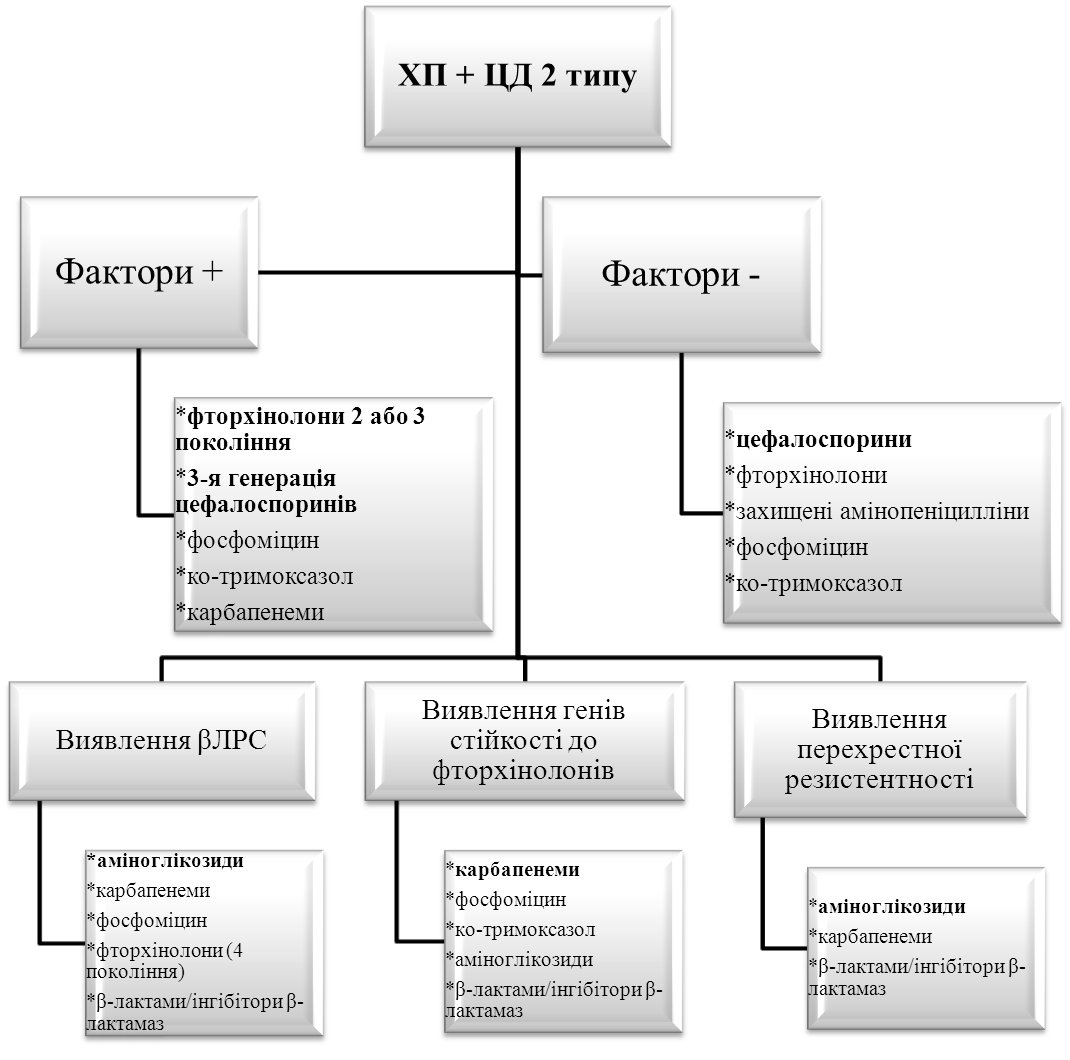 ХП + ЦД 2 типу
Фактори +
Фактори -
*фторхінолони 2 або 3
покоління
*3-я генерація
цефалоспоринів
*фосфоміцин
*ко-тримоксазол
*карбапенеми
*цефалоспорини
*фторхінолони
*захищені амінопеніцилліни
*фосфоміцин
*ко-тримоксазол
Виявлення βЛРС
Виявлення генів
стійкості до
фторхінолонів
Виявлення
перехрестної
резистентності
*аміноглікозиди
*карбапенеми
*фосфоміцин
*фторхінолони (4
покоління)
*β-лактами/інгібітори β-
лактамаз
*карбапенеми
*фосфоміцин
*ко-тримоксазол
*аміноглікозиди
*β-лактами/інгібітори β-
лактамаз
*аміноглікозиди
*карбапенеми
*β-лактами/інгібітори β-
лактамаз